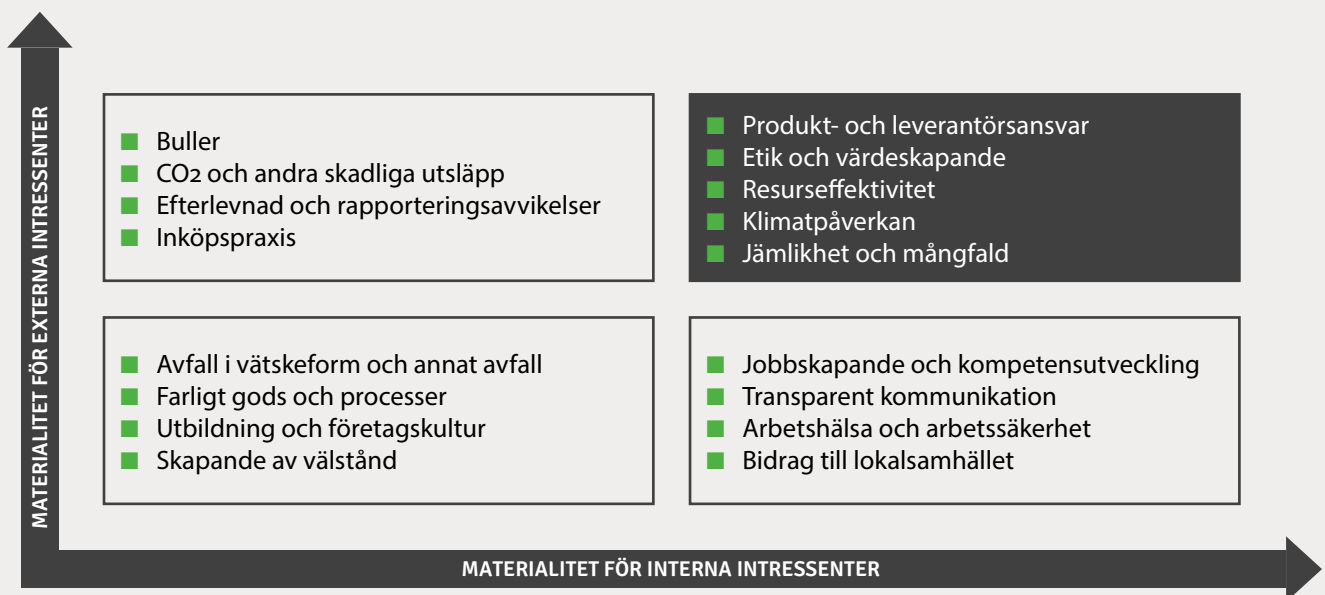 MATERIALITET FÖR EXTERNA INTRESSENTER
Buller
CO2 och andra skadliga utsläpp
Efterlevnad och rapporteringsavvikelser
Inköpspraxis
Produkt- och leverantörsansvar
Etik och värdeskapande
Resurseffektivitet
Klimatpåverkan
Jämlikhet och mångfald
Avfall i vätskeform och annat avfall
Farligt gods och processer
Utbildning och företagskultur
Skapande av välstånd
Jobbskapande och kompetensutveckling
Transparent kommunikation
Arbetshälsa och arbetssäkerhet
Bidrag till lokalsamhället
MATERIALITET FÖR INTERNA INTRESSENTER